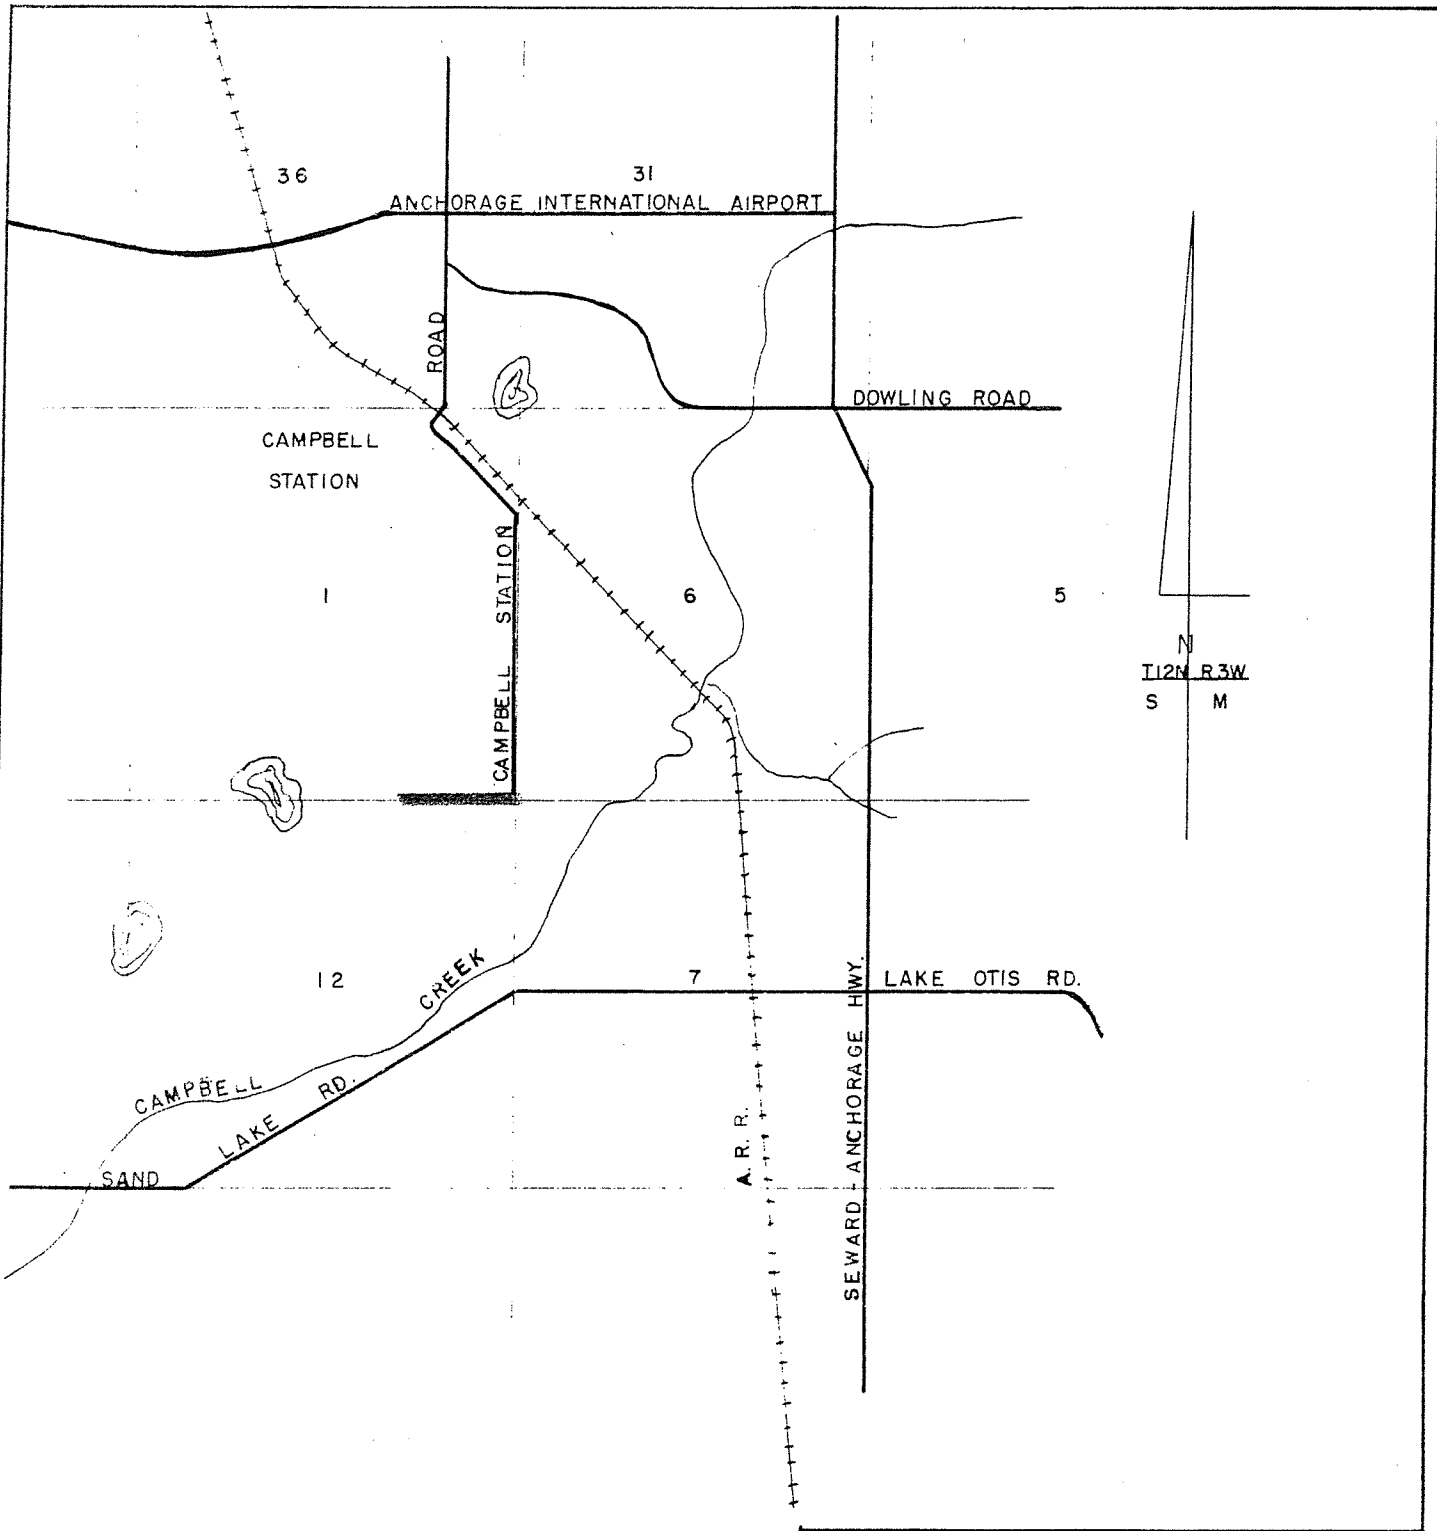 36
31
ANCHORAGE INTERNATIONAL AIRPORT
ROAD
DOWLING ROAD
CAMPBELL
STATION
CAMPBELL STATION
1
6
5
N
T12N R3W
S M
12
CREEK
7
LAKE OTIS RD.
CAMPBELL
LAKE RD.
SAND
A. R. R.
SEWARD - ANCHORAGE HWY.